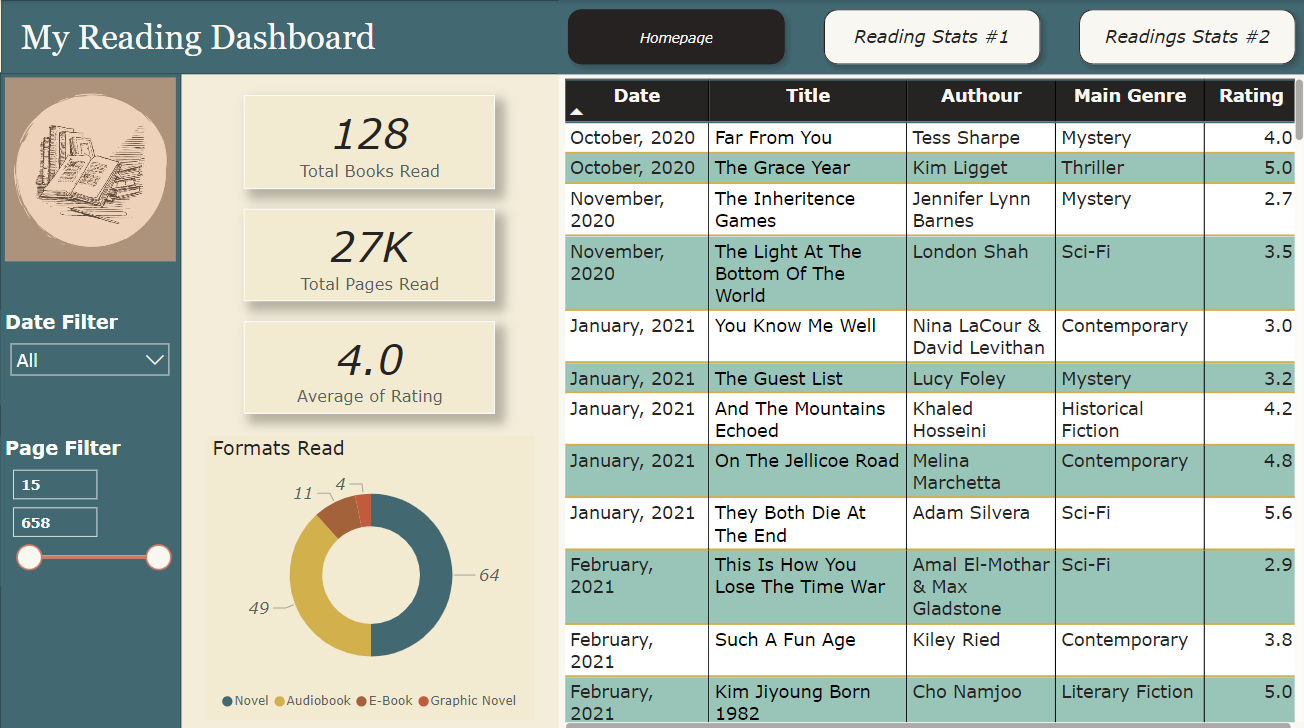 My Reading Dashboard
Homepage
Reading Stats #1
Readings Stats #2
Date Filter
All
Page Filter
15
658
128
Total Books Read
27K
Total Pages Read
4.0
Average of Rating
Formats Read
4
11
64
49
Novel Audiobook E-Book Graphic Novel
Date Title Authour Main Genre Rating
October, 2020 Far From You Tess Sharpe Mystery 4.0
October, 2020 The Grace Year Kim Ligget Thriller 5.0
November, The Inheritence Jennifer Lynn Mystery 2.7
2020 Games Barnes
November, The Light At The London Shah Sci-Fi 3.5
2020 Bottom Of The
World
January, 2021 You Know Me Well Nina LaCour & Contemporary 3.0
David Levithan
January, 2021 The Guest List Lucy Foley Mystery 3.2
January, 2021 And The Mountains Khaled Historical 4.2
Echoed Hosseini Fiction
January, 2021 On The Jellicoe Road Melina Contemporary 4.8
Marchetta
January, 2021 They Both Die At Adam Silvera Sci-Fi 5.6
The End
February, This Is How You Amal El-Mothar Sci-Fi 2.9
2021 Lose The Time War & Max
Gladstone
February, Such A Fun Age Kiley Ried Contemporary 3.8
2021
February, Kim Jiyoung Born Cho Namjoo Literary Fiction 5.0
2021 1982